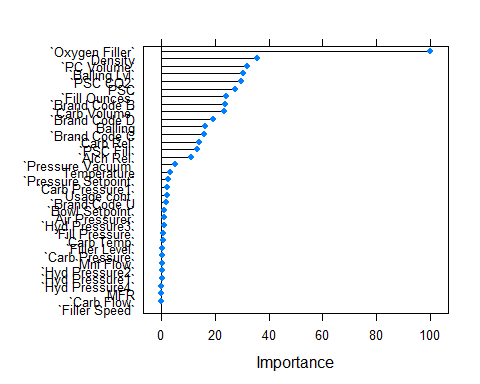 `Oxygen Filler`
Density
`PC Volume`
`Balling Lvl`
`PSC CO2`
PSC
`Fill Ounces`
`Brand Code B`
`Carb Volume`
`Brand Code D`
Balling
`Brand Code C`
`Carb Rel`
`PSC Fill`
`Alch Rel`
`Pressure Vacuum`
Temperature
`Pressure Setpoint`
`Carb Pressure1`
`Usage cont`
`Brand Code U`
`Bowl Setpoint`
`Air Pressurer`
`Hyd Pressure3`
`Fill Pressure`
`Carb Temp`
`Filler Level`
`Carb Pressure`
`Mnf Flow`
`Hyd Pressure2`
`Hyd Pressure1`
`Hyd Pressure4`
MFR
`Carb Flow`
`Filler Speed`
0 20 40 60 80 100
Importance